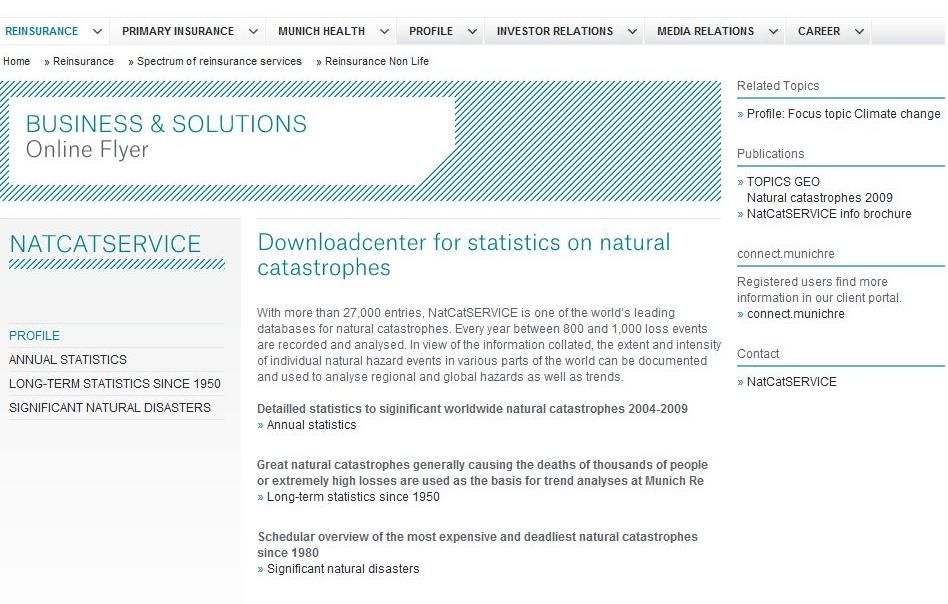 REINSURANCE PRIMARY INSURANCE MUNICH HEALTH PROFILE INVESTOR RELATIONS MEDIA RELATIONS CAREER
Home » Reinsurance » Spectrum of reinsurance services » Reinsurance Non Life
BUSINESS & SOLUTIONS
Online Flyer
NATCATSERVICE
PROFILE
ANNUAL STATISTICS
LONG-TERM STATISTICS SINCE 1950
SIGNIFICANT NATURAL DISASTERS
Downloadcenter for statistics on natural
catastrophes
With more than 27,000 entries, NatCatSERVICE is one of the world's leading
databases for natural catastrophes. Every year between 800 and 1,000 loss events
are recorded and analysed. In view of the information collated, the extent and intensity
of individual natural hazard events in various parts of the world can be documented
and used to analyse regional and global hazards as well as trends.
Detailled statistics to siginificant worldwide natural catastrophes 2004-2009
» Annual statistics
Great natural catastrophes generally causing the deaths of thousands of people
or extremely high losses are used as the basis for trend analyses at Munich Re
» Long-term statistics since 1950
Schedular overview of the most expensive and deadliest natural catastrophes
since 1980
» Significant natural disasters
Related Topics
» Profile: Focus topic Climate change
Publications
» TOPICS GEO
Natural catastrophes 2009
» NatCatSERVICE info brochure
connect.munichre
Registered users find more
information in our client portal.
» connect.munichre
Contact
» NatCatSERVICE